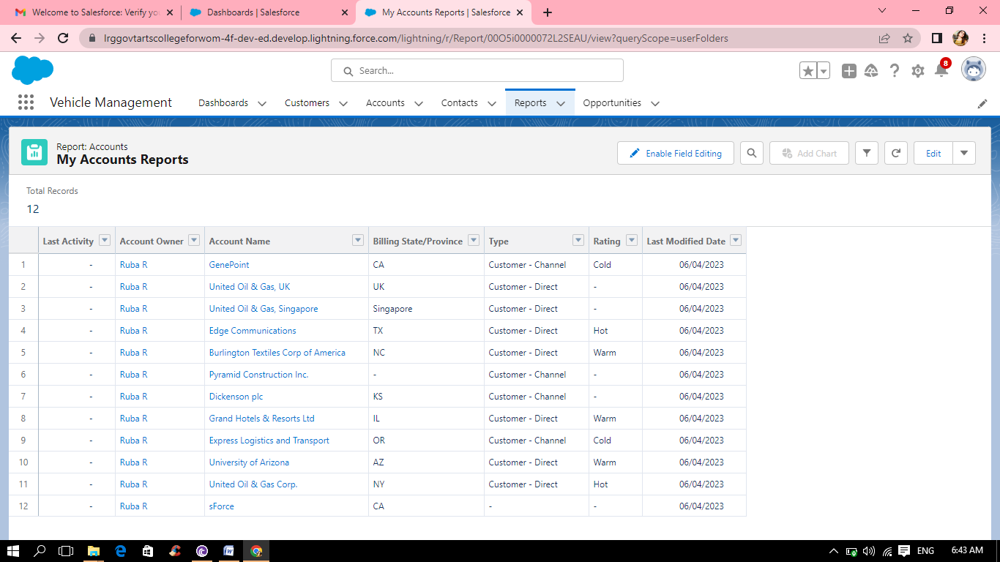 Welcome to Salesforce: Verify yo
Dashboards | Salesforce
My Accounts Reports | Salesforce
lrggovtartscollegeforwom-4f-dev-ed.develop.lightning.force.com/lightning/r/Report/00O5i0000072L2SEAU/view?queryScope=userFolders
Search...
8
Vehicle Management Dashboards Customers Accounts Contacts Reports Opportunities
Report: Accounts
My Accounts Reports
Enable Field Editing Add Chart Edit
Total Records
12
Last Activity Account Owner Account Name Billing State/Province Type Rating Last Modified Date
1 - Ruba R GenePoint CA Customer - Channel Cold 06/04/2023
2 - Ruba R United Oil & Gas, UK UK Customer - Direct - 06/04/2023
3 - Ruba R United Oil & Gas, Singapore Singapore Customer - Direct - 06/04/2023
4 - Ruba R Edge Communications TX Customer - Direct Hot 06/04/2023
5 - Ruba R Burlington Textiles Corp of America NC Customer - Direct Warm 06/04/2023
6 - Ruba R Pyramid Construction Inc. - Customer - Channel - 06/04/2023
7 - Ruba R Dickenson plc KS Customer - Channel - 06/04/2023
8 - Ruba R Grand Hotels & Resorts Ltd IL Customer - Direct Warm 06/04/2023
9 - Ruba R Express Logistics and Transport OR Customer - Channel Cold 06/04/2023
10 - Ruba R University of Arizona AZ Customer - Direct Warm 06/04/2023
11 - Ruba R United Oil & Gas Corp. NY Customer - Direct Hot 06/04/2023
12 - Ruba R sForce CA - - 06/04/2023
ENG 6:43 AM